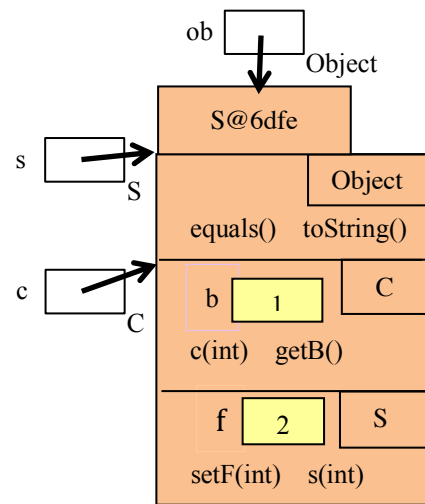 ob
Object
S@6dfe
s
S
Object
equals() toString()
c
C
b 1 C
c(int) getB()
f 2 S
setF(int) s(int)